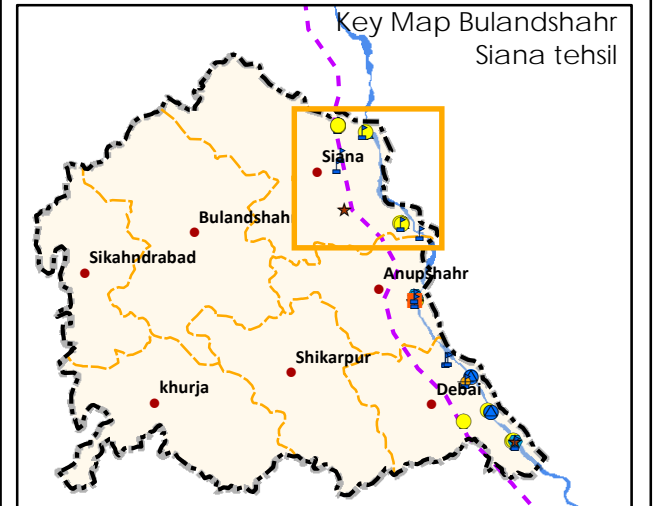 Key Map Bulandshahr
Siana tehsil
Siana
Bulandshah
Sikahndrabad
Anupshahr
Shikarpur
khurja
Debai